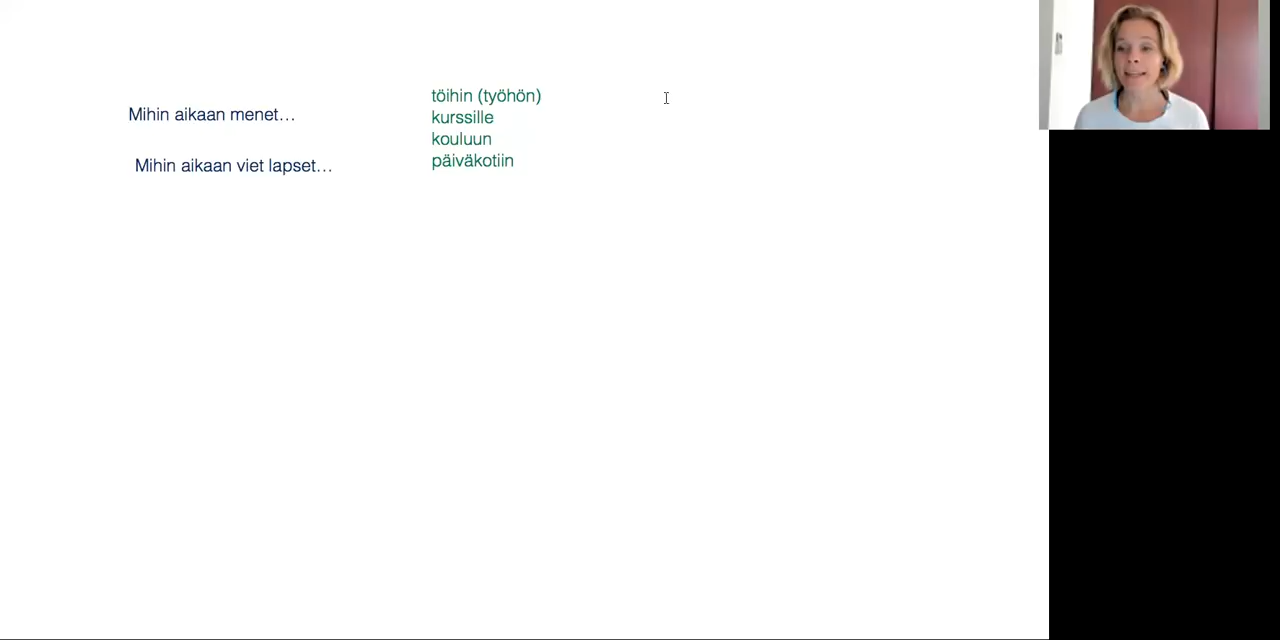 Mihin aikaan menet…
Mihin aikaan viet lapset…
töihin (työhön)
kurssille
kouluun
päiväkotiin